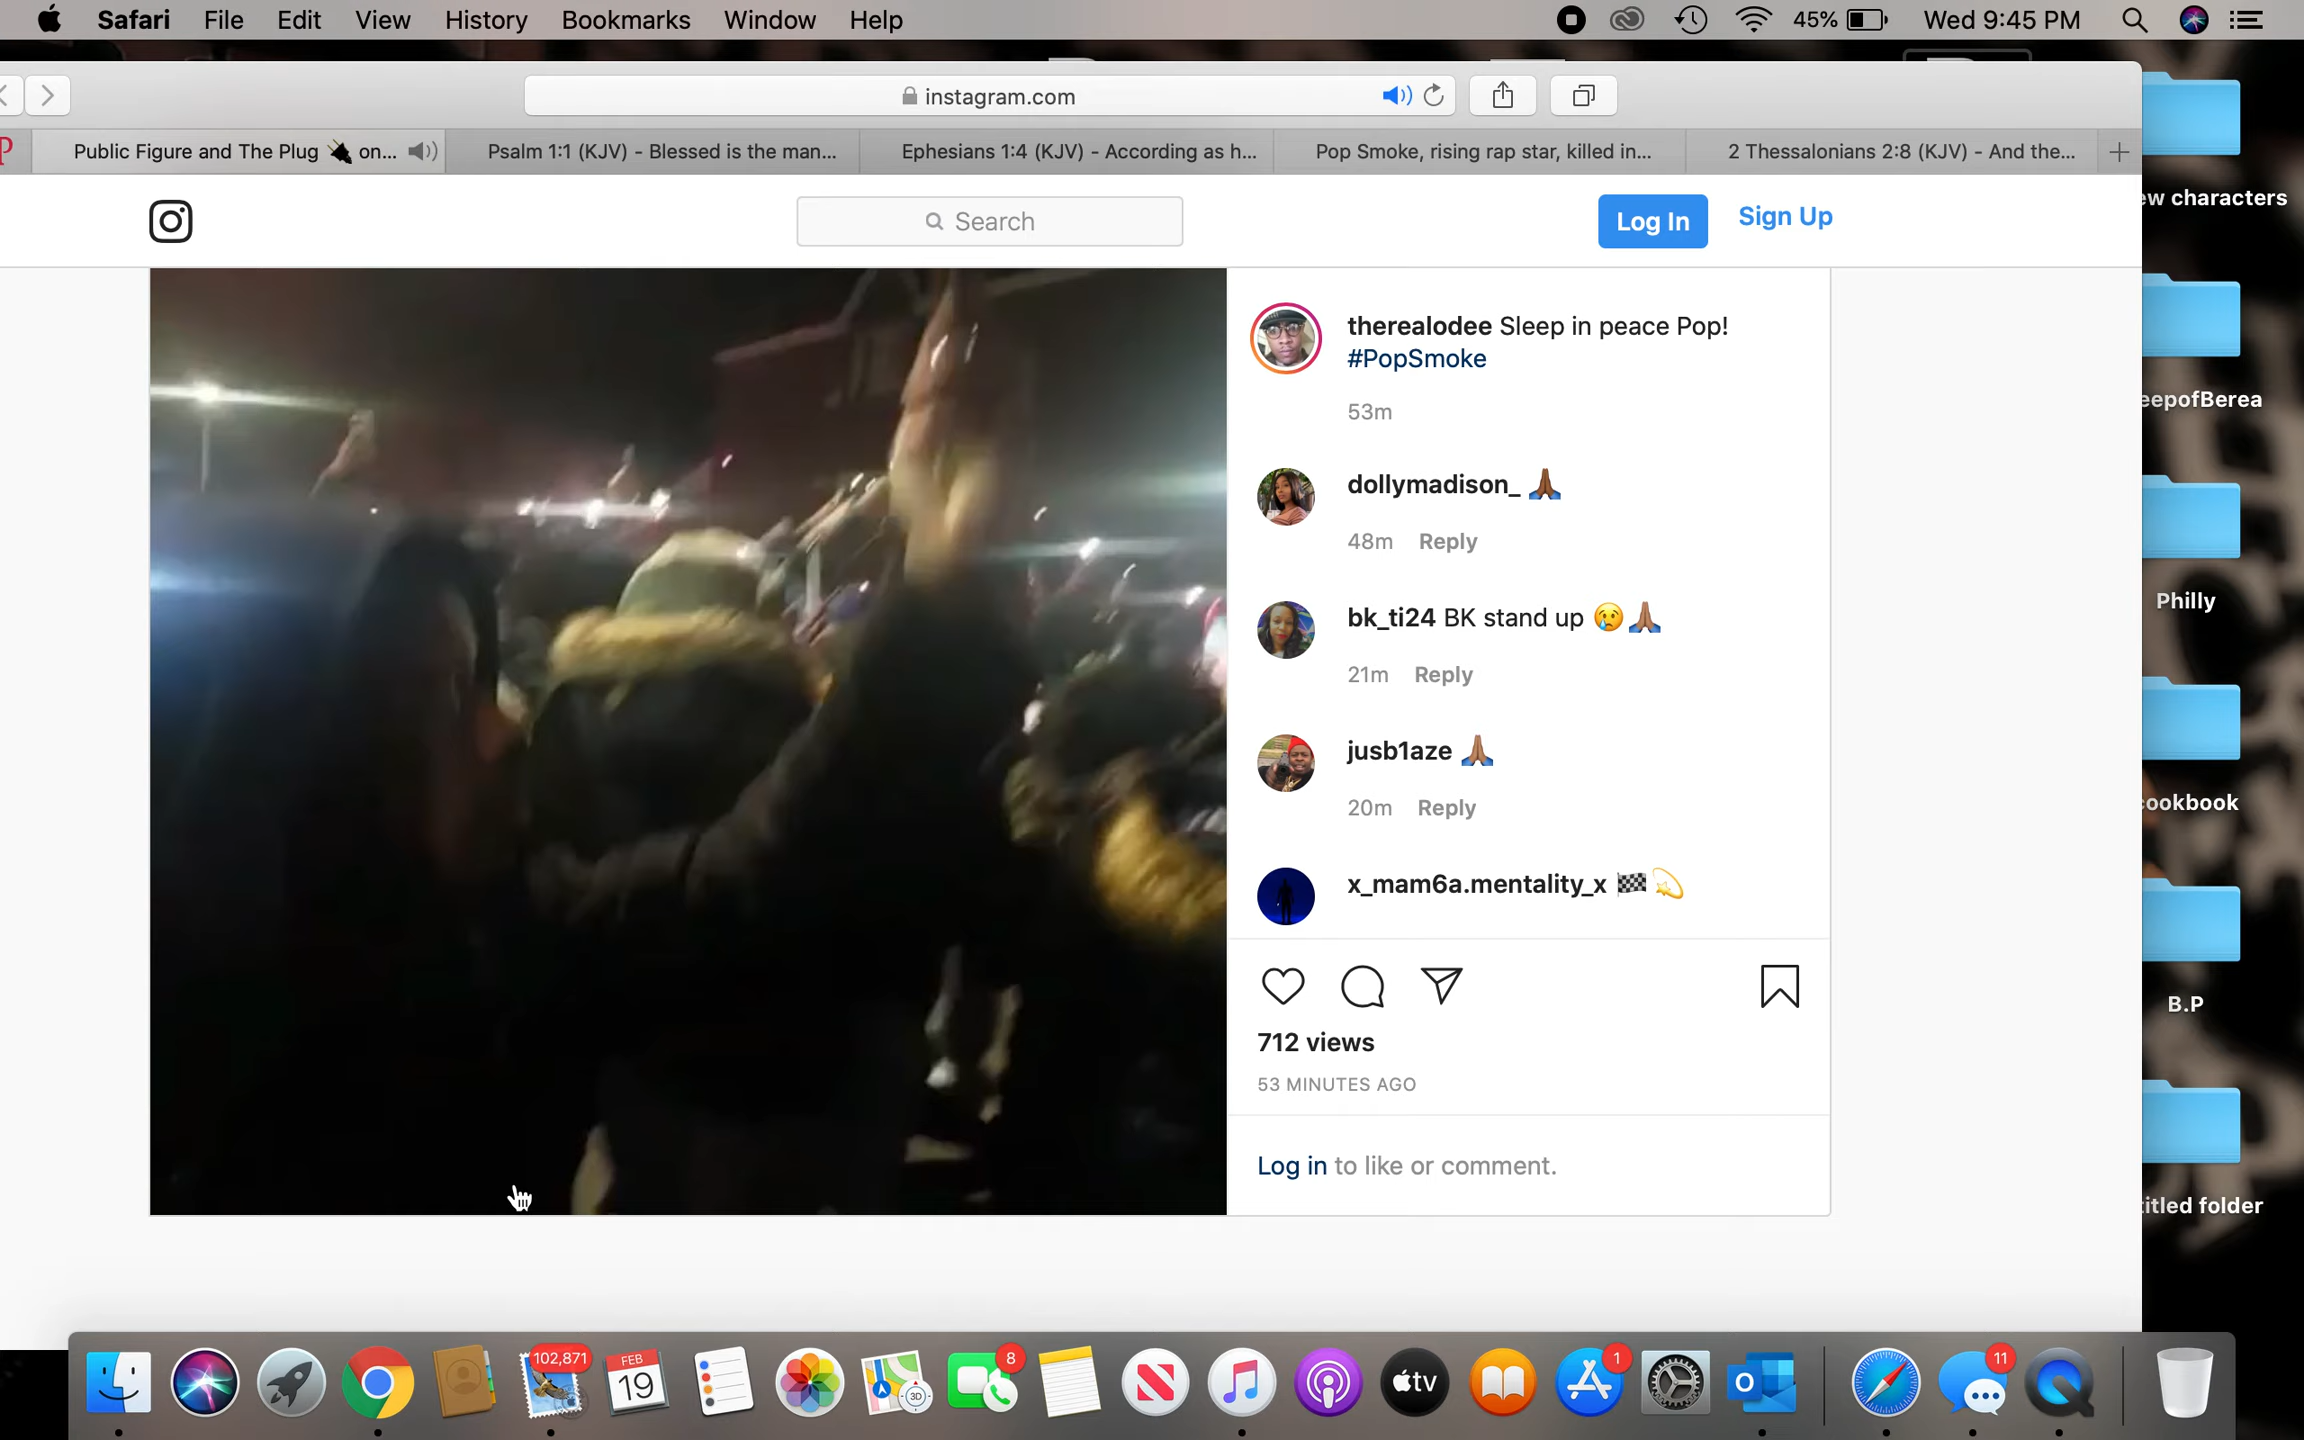 Safari File Edit View History Bookmarks Window Help 45% Wed 9:45 PM
instagram.com
Public Figure and The Plug 🔌 on... Psalm 1:1 (KJV) - Blessed is the man... Ephesians 1:4 (KJV) - According as h... Pop Smoke, rising rap star, killed in... 2 Thessalonians 2:8 (KJV) - And the...
Search Log In Sign Up
therealodee Sleep in peace Pop!
#PopSmoke
53m
dollymadison_ 🙏🏾
48m Reply
bk_ti24 BK stand up 😢🙏🏽
21m Reply
jusb1aze 🙏🏽
20m Reply
x_mam6a.mentality_x 🏁💫
712 views
53 MINUTES AGO
Log in to like or comment.
ew characters
eepofBerea
Philly
cookbook
B.P
titled folder
102,871
FEB
19
3D
8
tv
1
O
11